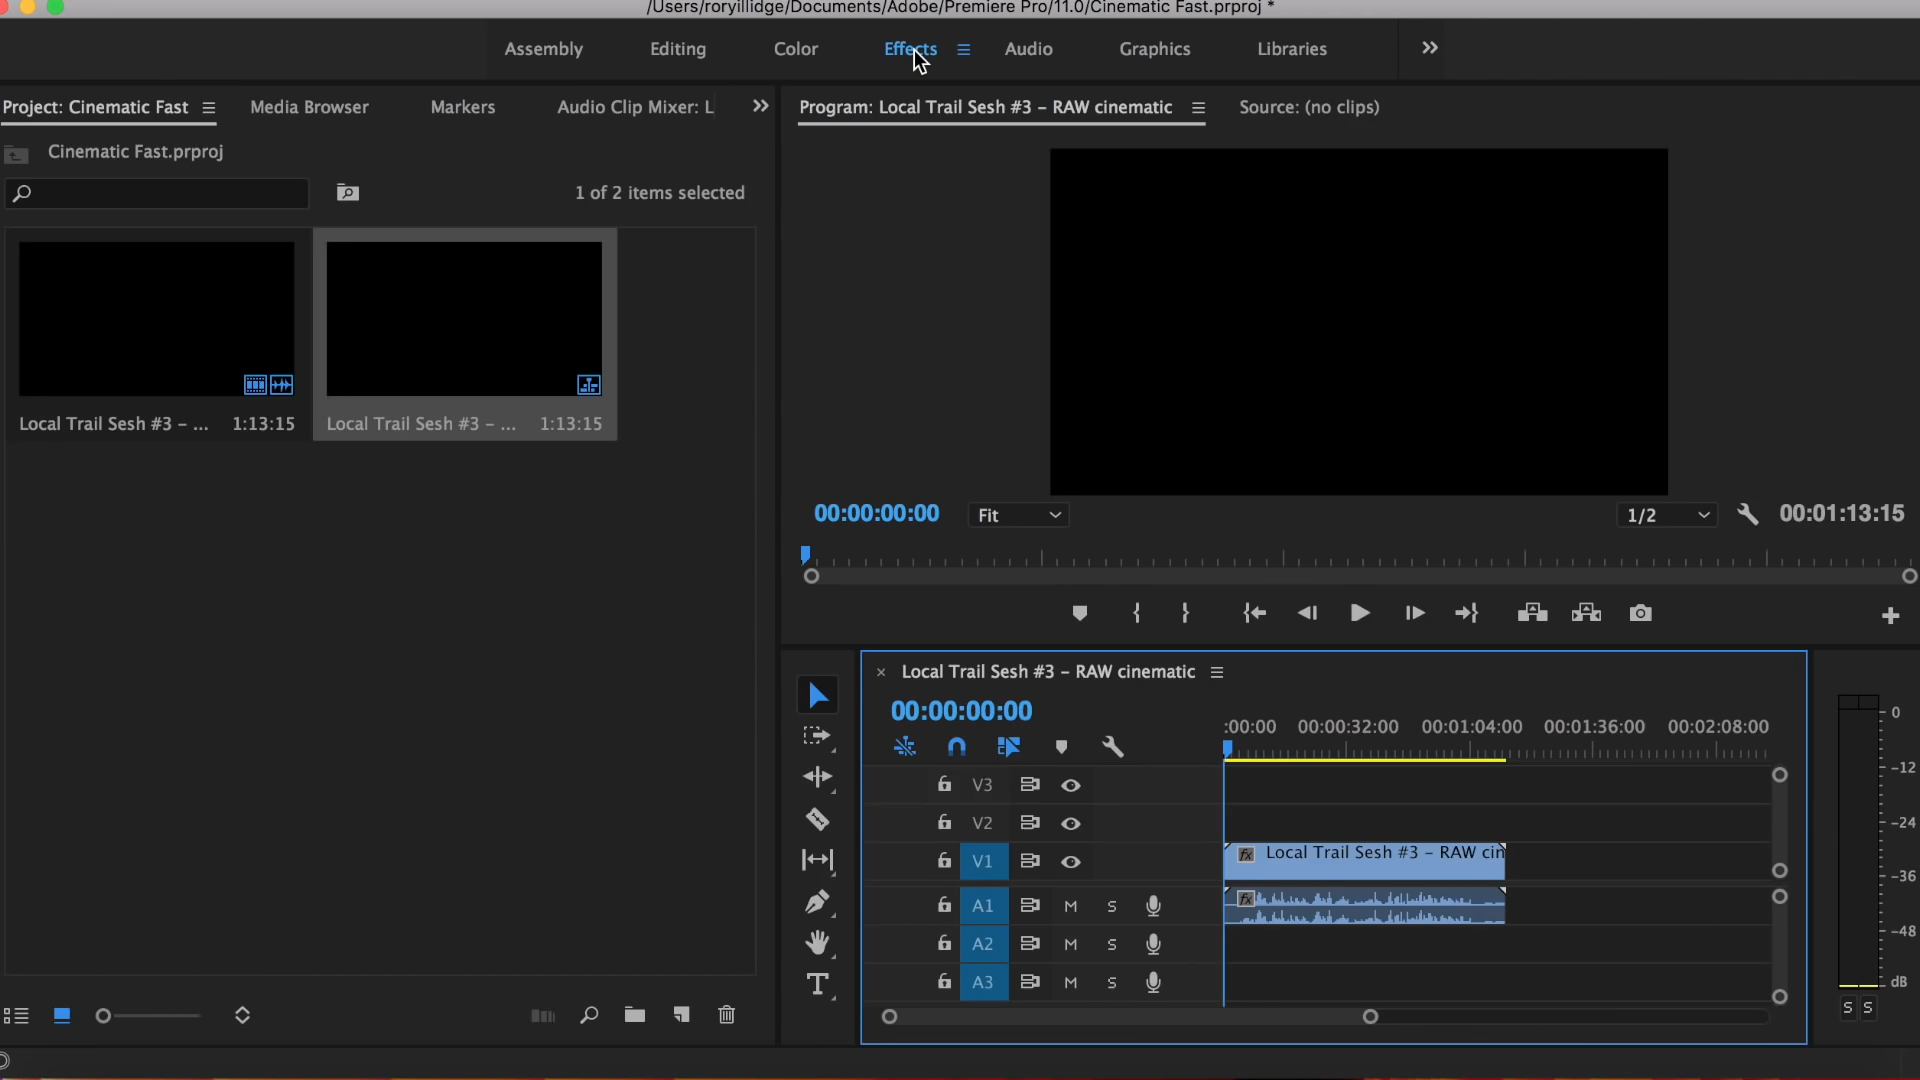 /Users/roryillidge/Documents/Adobe/Premiere Pro/11.0/Cinematic Fast.prproj *
Assembly Editing Color Effects Audio Graphics Libraries
Project: Cinematic Fast Media Browser Markers Audio Clip Mixer: L
Program: Local Trail Sesh #3 – RAW cinematic Source: (no clips)
Cinematic Fast.prproj
1 of 2 items selected
Local Trail Sesh #3 – ... 1:13:15
Local Trail Sesh #3 – ... 1:13:15
00:00:00:00 Fit 1/2 00:01:13:15
Local Trail Sesh #3 – RAW cinematic
00:00:00:00
:00:00 00:00:32:00 00:01:04:00 00:01:36:00 00:02:08:00
V3
V2
V1 fx Local Trail Sesh #3 – RAW cin
A1 M S fx
A2 M S
A3 M S
0
-12
-24
-36
-48
dB
S S